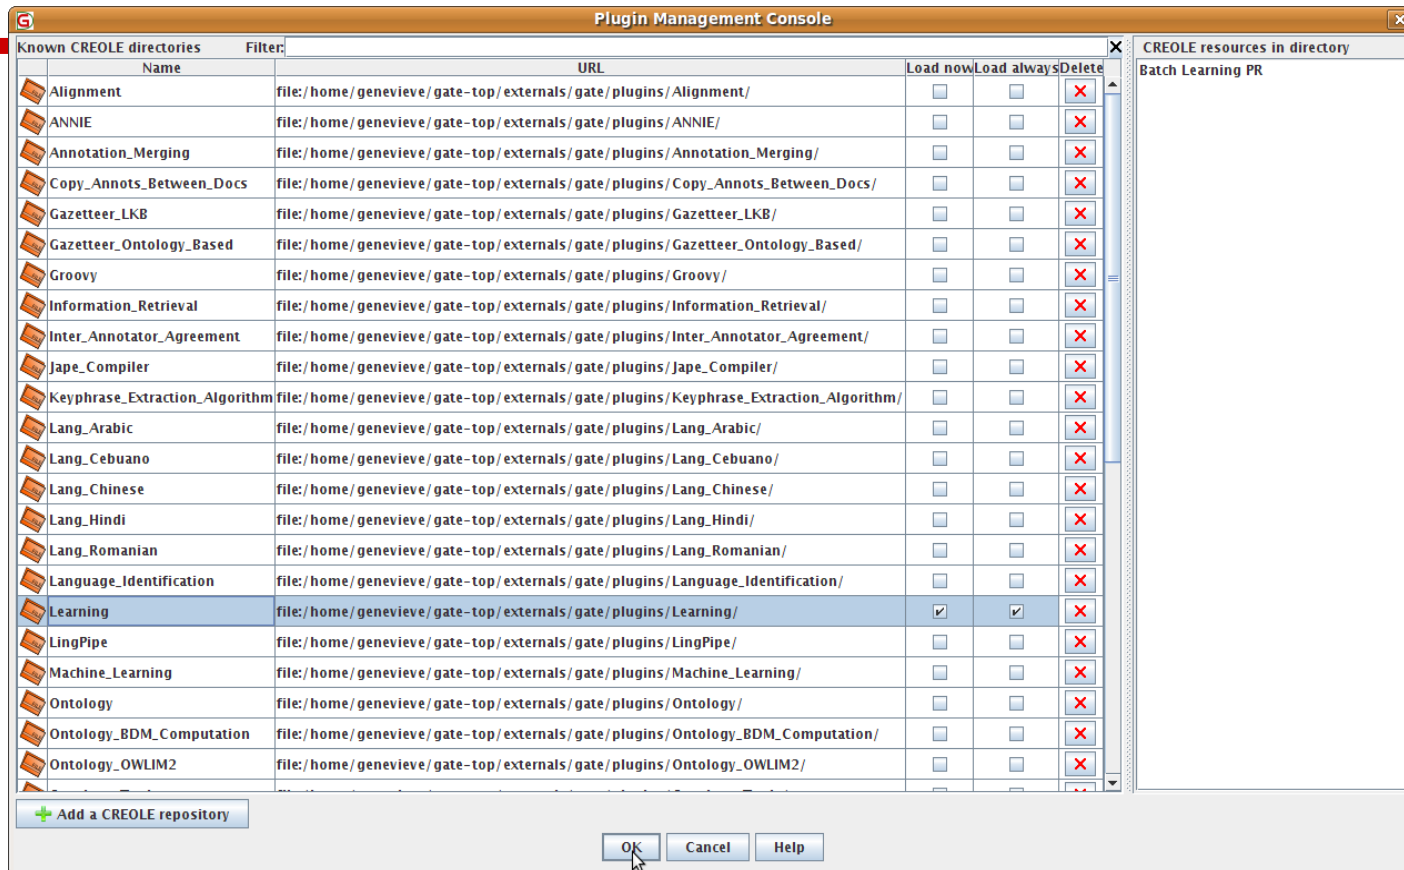 Plugin Management Console
Known CREOLE directories Filter: CREOLE resources in directory
Name URL Load now Load always Delete
Batch Learning PR
Alignment file:/home/genevieve/gate-top/externals/gate/plugins/Alignment/
ANNIE file:/home/genevieve/gate-top/externals/gate/plugins/ANNIE/
Annotation_Merging file:/home/genevieve/gate-top/externals/gate/plugins/Annotation_Merging/
Copy_Annots_Between_Docs file:/home/genevieve/gate-top/externals/gate/plugins/Copy_Annots_Between_Docs/
Gazetteer_LKB file:/home/genevieve/gate-top/externals/gate/plugins/Gazetteer_LKB/
Gazetteer_Ontology_Based file:/home/genevieve/gate-top/externals/gate/plugins/Gazetteer_Ontology_Based/
Groovy file:/home/genevieve/gate-top/externals/gate/plugins/Groovy/
Information_Retrieval file:/home/genevieve/gate-top/externals/gate/plugins/Information_Retrieval/
Inter_Annotator_Agreement file:/home/genevieve/gate-top/externals/gate/plugins/Inter_Annotator_Agreement/
Jape_Compiler file:/home/genevieve/gate-top/externals/gate/plugins/Jape_Compiler/
Keyphrase_Extraction_Algorithm file:/home/genevieve/gate-top/externals/gate/plugins/Keyphrase_Extraction_Algorithm/
Lang_Arabic file:/home/genevieve/gate-top/externals/gate/plugins/Lang_Arabic/
Lang_Cebuano file:/home/genevieve/gate-top/externals/gate/plugins/Lang_Cebuano/
Lang_Chinese file:/home/genevieve/gate-top/externals/gate/plugins/Lang_Chinese/
Lang_Hindi file:/home/genevieve/gate-top/externals/gate/plugins/Lang_Hindi/
Lang_Romanian file:/home/genevieve/gate-top/externals/gate/plugins/Lang_Romanian/
Language_Identification file:/home/genevieve/gate-top/externals/gate/plugins/Language_Identification/
Learning file:/home/genevieve/gate-top/externals/gate/plugins/Learning/
LingPipe file:/home/genevieve/gate-top/externals/gate/plugins/LingPipe/
Machine_Learning file:/home/genevieve/gate-top/externals/gate/plugins/Machine_Learning/
Ontology file:/home/genevieve/gate-top/externals/gate/plugins/Ontology/
Ontology_BDM_Computation file:/home/genevieve/gate-top/externals/gate/plugins/Ontology_BDM_Computation/
Ontology_OWLIM2 file:/home/genevieve/gate-top/externals/gate/plugins/Ontology_OWLIM2/
Add a CREOLE repository
OK Cancel Help